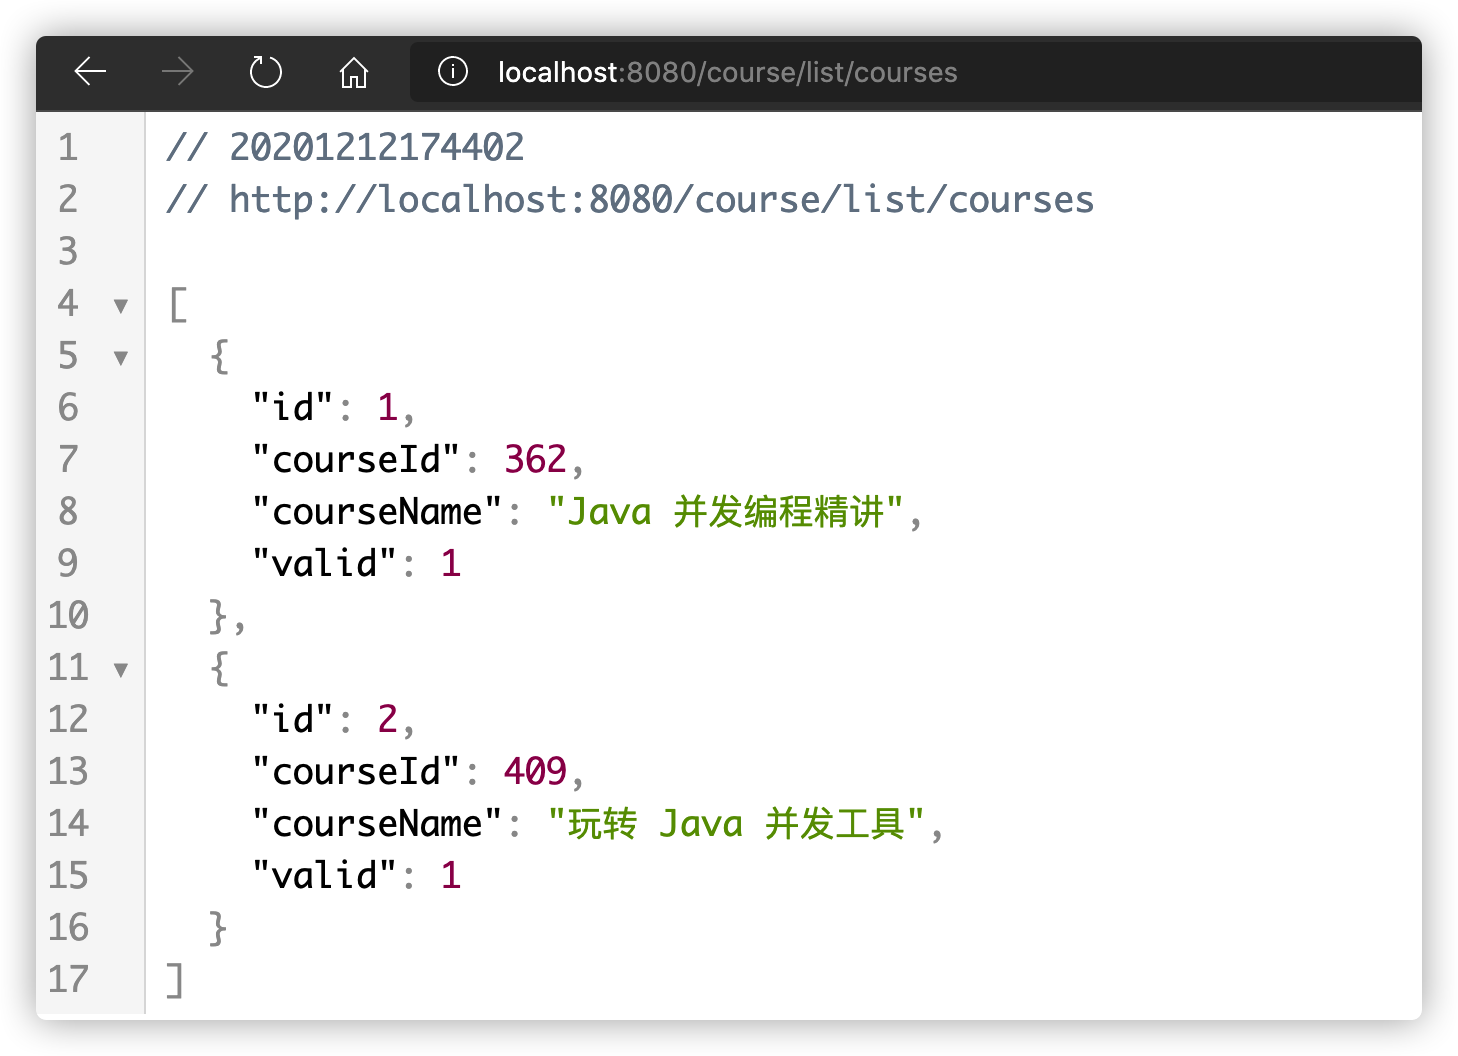 localhost:8080/course/list/courses
1 // 20201212174402
2 // http://localhost:8080/course/list/courses
3
4 ▼ [
5 ▼ {
6 "id": 1,
7 "courseId": 362,
8 "courseName": "Java 并发编程精讲",
9 "valid": 1
10 },
11 ▼ {
12 "id": 2,
13 "courseId": 409,
14 "courseName": "玩转 Java 并发工具",
15 "valid": 1
16 }
17 ]